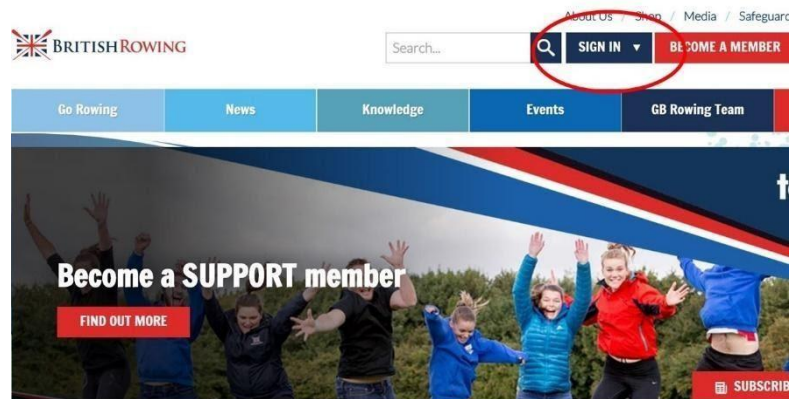 About Us / Shop / Media / Safeguard
BRITISH ROWING
Search...
SIGN IN ▼
BECOME A MEMBER
Go Rowing
News
Knowledge
Events
GB Rowing Team
Become a SUPPORT member
FIND OUT MORE
SUBSCRIB